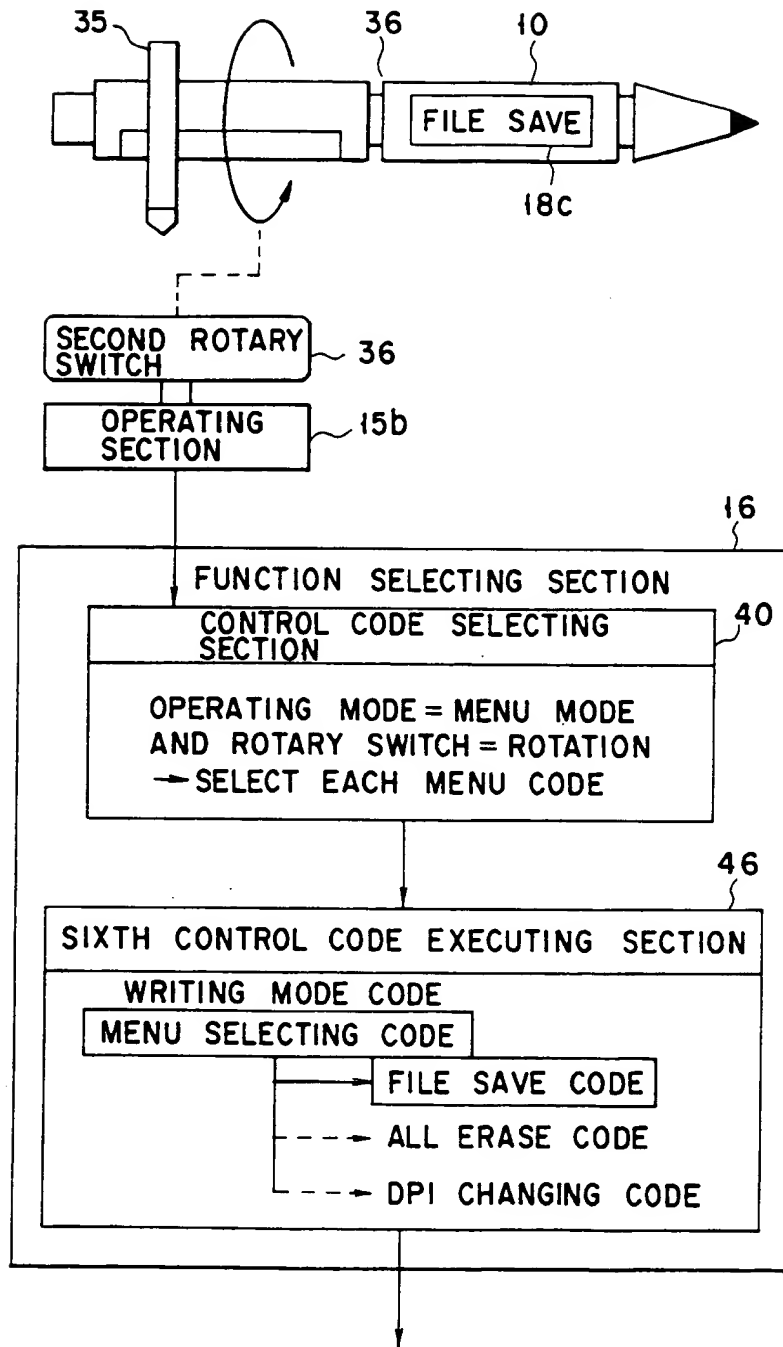 35
36
10
FILE SAVE
18c
SECOND ROTARY
SWITCH
36
OPERATING
SECTION
15b
16
FUNCTION SELECTING SECTION
CONTROL CODE SELECTING
SECTION
40
OPERATING MODE = MENU MODE
AND ROTARY SWITCH = ROTATION
→ SELECT EACH MENU CODE
46
SIXTH CONTROL CODE EXECUTING SECTION
WRITING MODE CODE
MENU SELECTING CODE
FILE SAVE CODE
ALL ERASE CODE
DPI CHANGING CODE